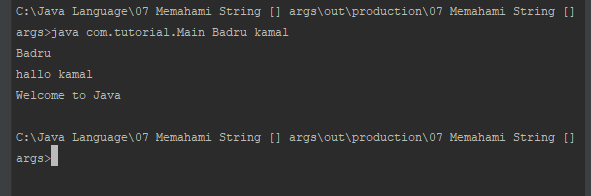 C:\Java Language\07 Memahami String [] args\out\production\07 Memahami String []
args>java com.tutorial.Main Badru kamal
Badru
hallo kamal
Welcome to Java
C:\Java Language\07 Memahami String [] args\out\production\07 Memahami String []
args>